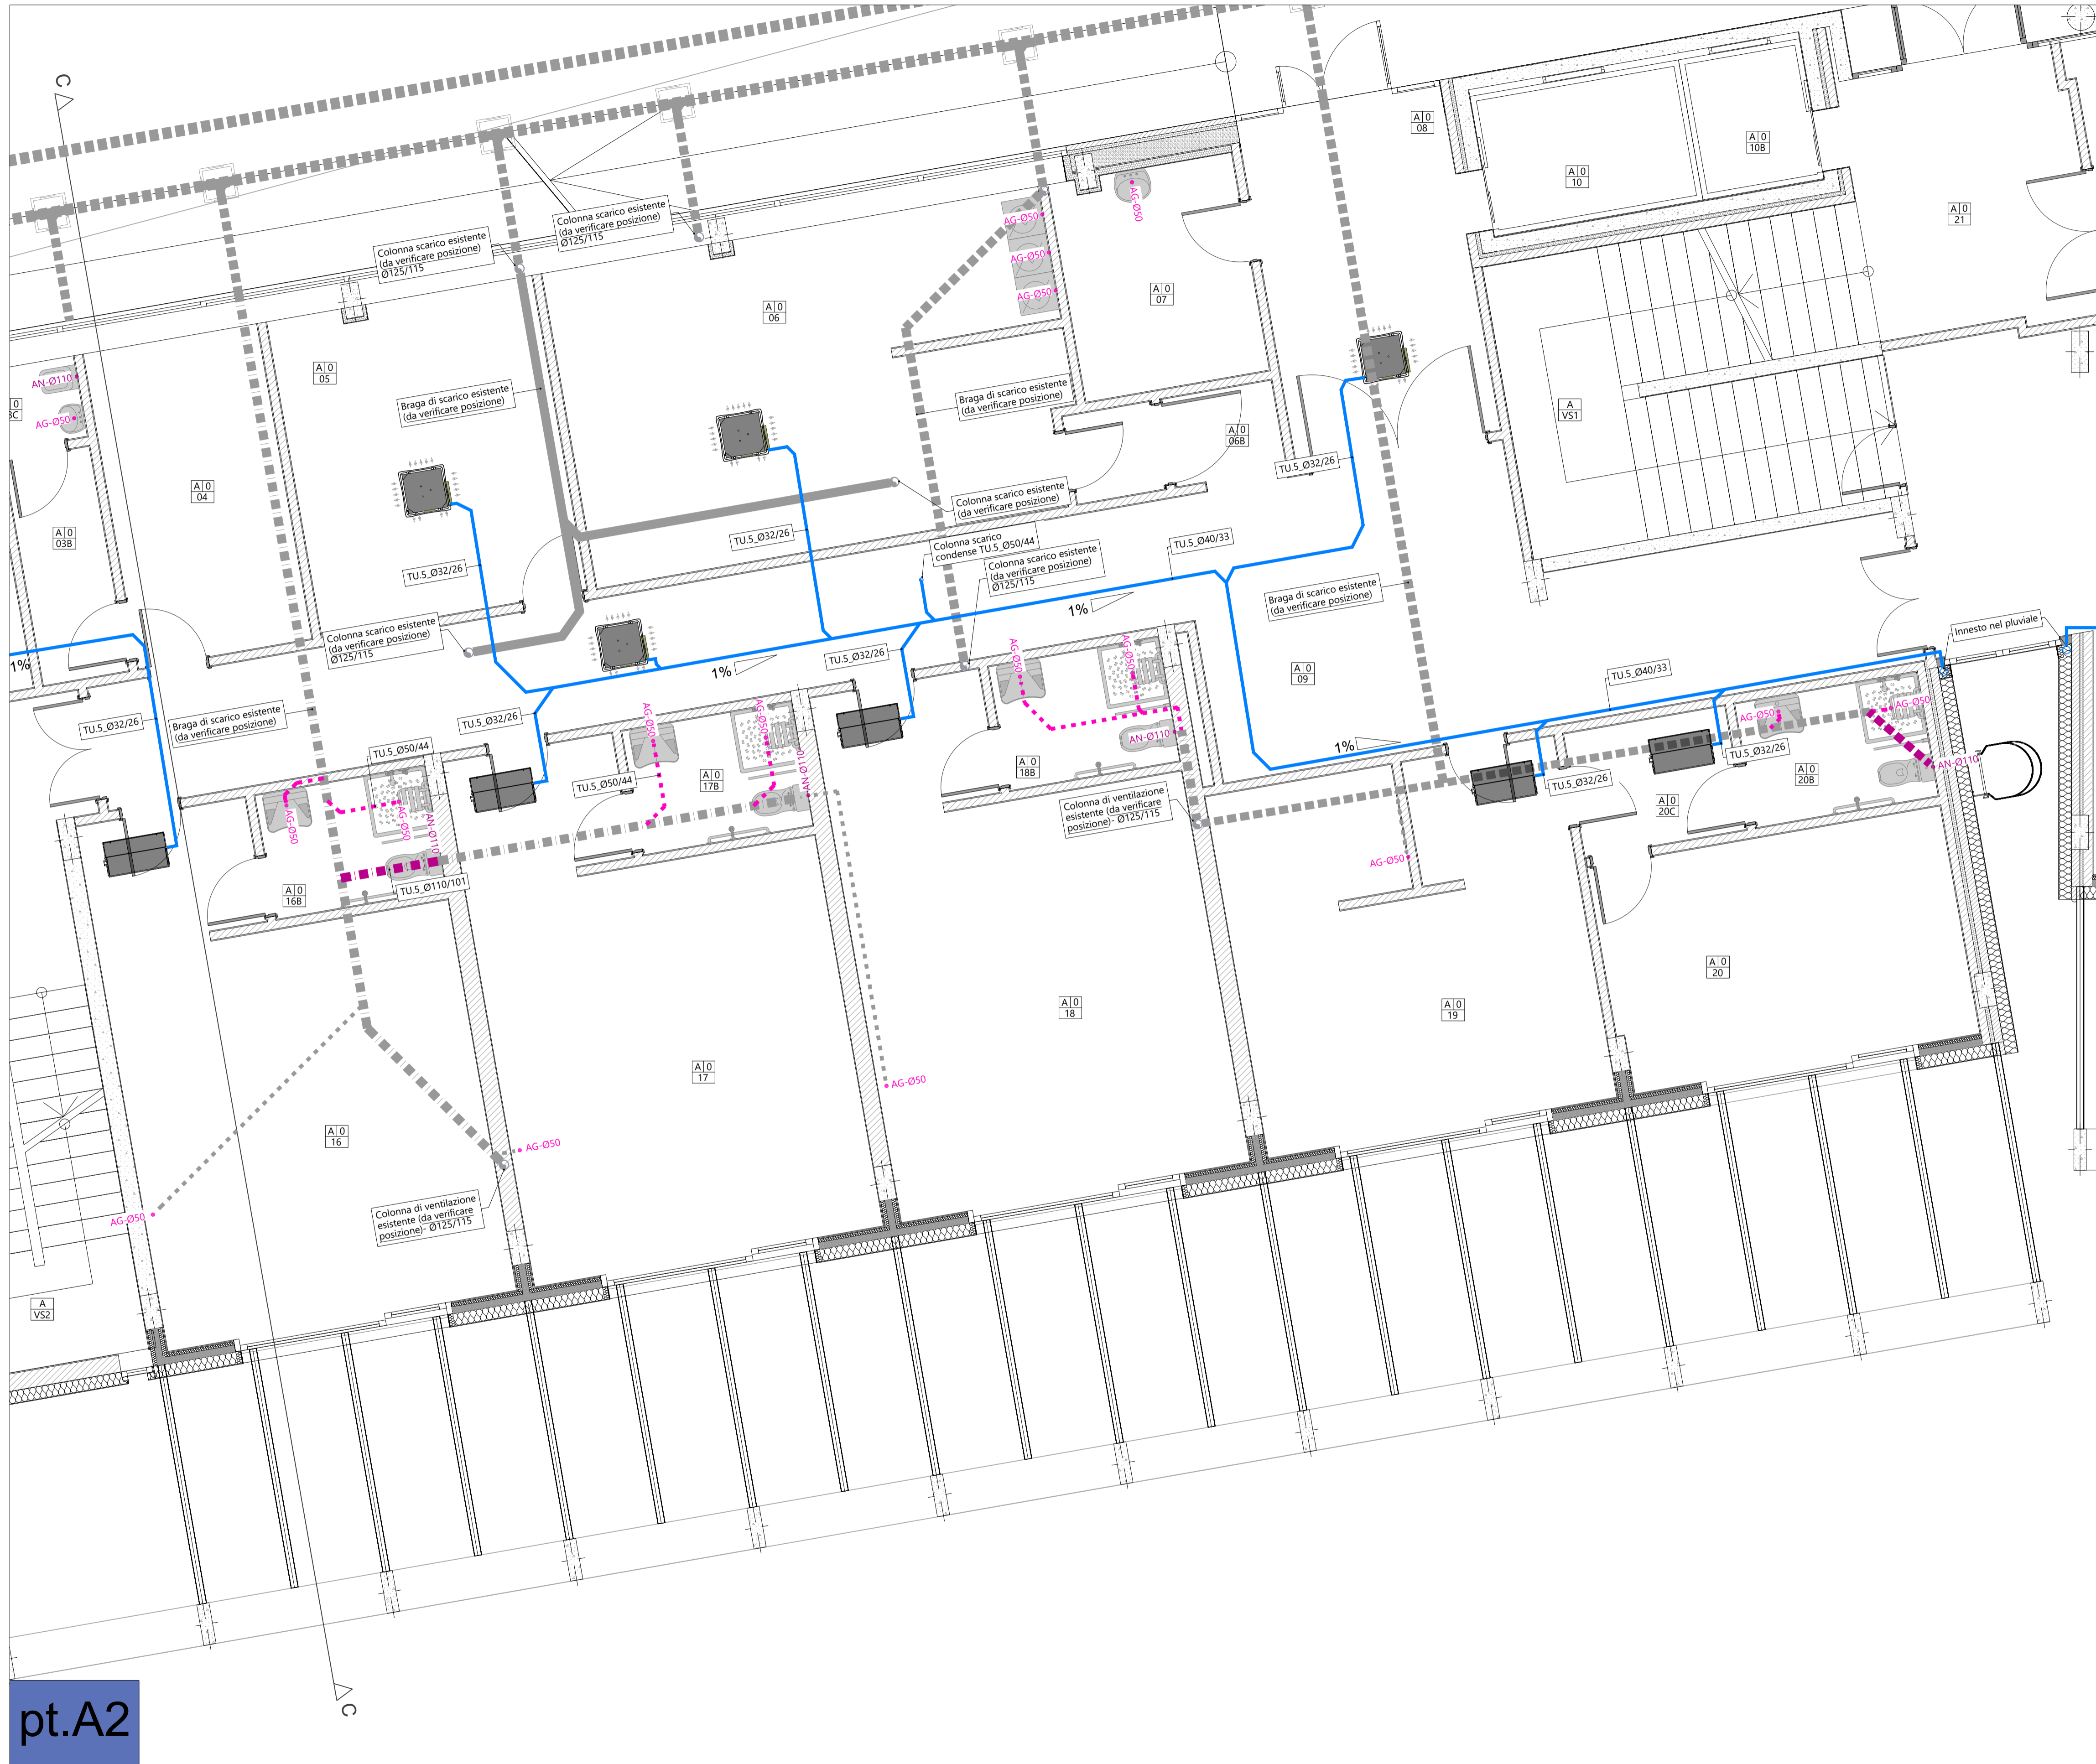 C
A 0
08
A 0
10B
A 0
10
AG-Ø50
Colonna scarico esistente
(da verificare posizione)
Ø125/115
AG-Ø50
A 0
21
Colonna scarico esistente
(da verificare posizione)
Ø125/115
AG-Ø50
AG-Ø50
A 0
07
A 0
06
A 0
05
AN-Ø110
Braga di scarico esistente
(da verificare posizione)
Braga di scarico esistente
(da verificare posizione)
0
3C
AG-Ø50
A
VS1
A 0
06B
TU.5_Ø32/26
A 0
04
Colonna scarico esistente
(da verificare posizione)
A 0
03B
TU.5_Ø32/26
Colonna scarico
condense TU.5_Ø50/44
TU.5_Ø40/33
Colonna scarico esistente
(da verificare posizione)
Ø125/115
TU.5_Ø32/26
Braga di scarico esistente
(da verificare posizione)
1%
Colonna scarico esistente
(da verificare posizione)
Ø125/115
Innesto nel pluviale
1%
TU.5_Ø32/26
1%
AG-Ø50
AG-Ø50
A 0
09
TU.5_Ø40/33
TU.5_Ø32/26
Braga di scarico esistente
(da verificare posizione)
TU.5_Ø32/26
AG-Ø50
AG-Ø50
AN-Ø110
1%
AG-Ø50
AG-Ø50
TU.5_Ø50/44
A 0
18B
TU.5_Ø32/26
AN-Ø110
TU.5_Ø50/44
A 0
17B
AN-Ø110
TU.5_Ø32/26
A 0
20B
A 0
20C
Colonna di ventilazione
esistente (da verificare
posizione)- Ø125/115
AG-Ø50
AG-Ø50
AN-Ø110
AG-Ø50
TU.5_Ø110/101
A 0
16B
A 0
20
A 0
18
A 0
19
A 0
17
AG-Ø50
A 0
16
AG-Ø50
AG-Ø50
Colonna di ventilazione
esistente (da verificare
posizione)- Ø125/115
A
VS2
C
pt.A2